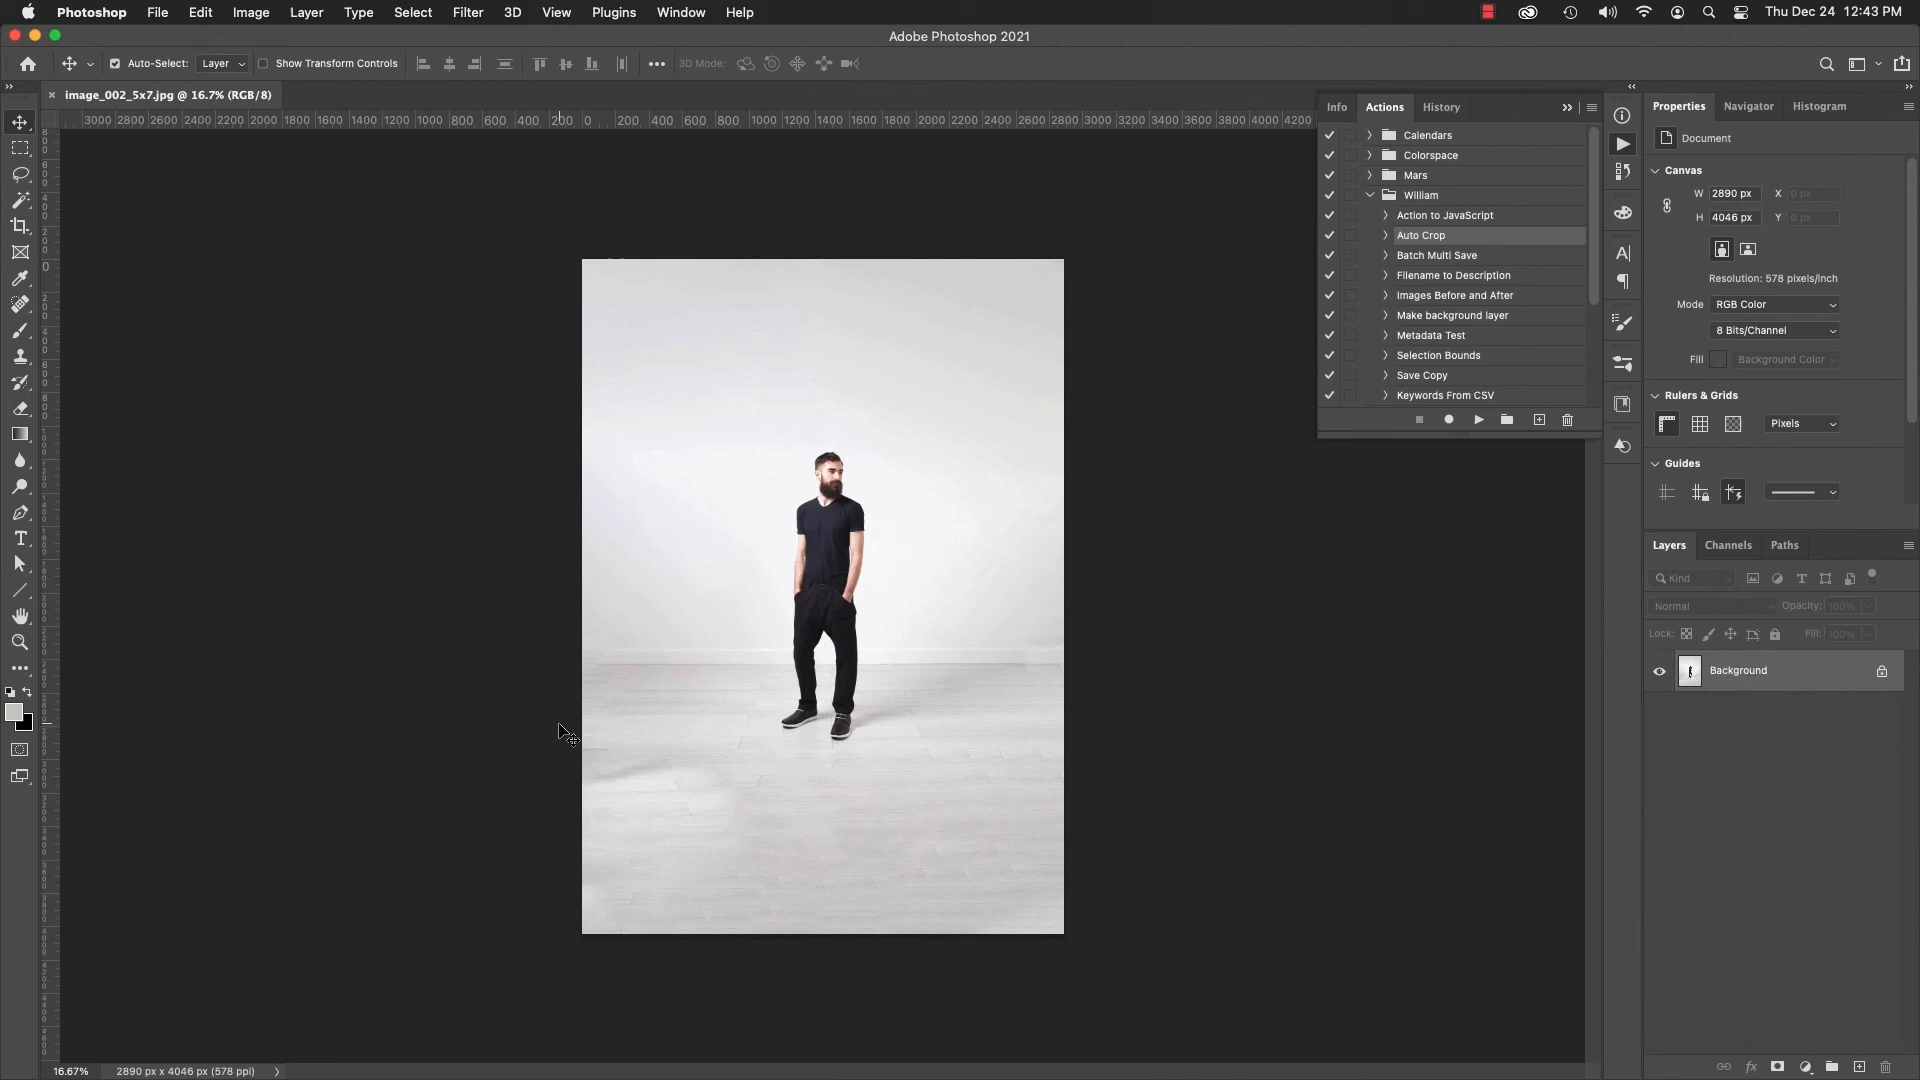 Photoshop File Edit Image Layer Type Select Filter 3D View Plugins Window Help Thu Dec 24 12:43 PM
Adobe Photoshop 2021
Auto-Select: Layer Show Transform Controls 3D Mode:
image_002_5x7.jpg @ 16.7% (RGB/8)
3000 2800 2600 2400 2200 2000 1800 1600 1400 1200 1000 800 600 400 200 0 200 400 600 800 1000 1200 1400 1600 1800 2000 2200 2400 2600 2800 3000 3200 3400 3600 3800 4000 4200
Info Actions History
Calendars
Colorspace
Mars
William
Action to JavaScript
Auto Crop
Batch Multi Save
Filename to Description
Images Before and After
Make background layer
Metadata Test
Selection Bounds
Save Copy
Keywords From CSV
Properties Navigator Histogram
Document
Canvas
W 2890 px X 0 px
H 4046 px Y 0 px
Resolution: 578 pixels/inch
Mode RGB Color
8 Bits/Channel
Fill Background Color
Rulers & Grids
Pixels
Guides
Layers Channels Paths
Kind
Normal Opacity: 100%
Lock: Fill: 100%
Background
16.67% 2890 px x 4046 px (578 ppi)